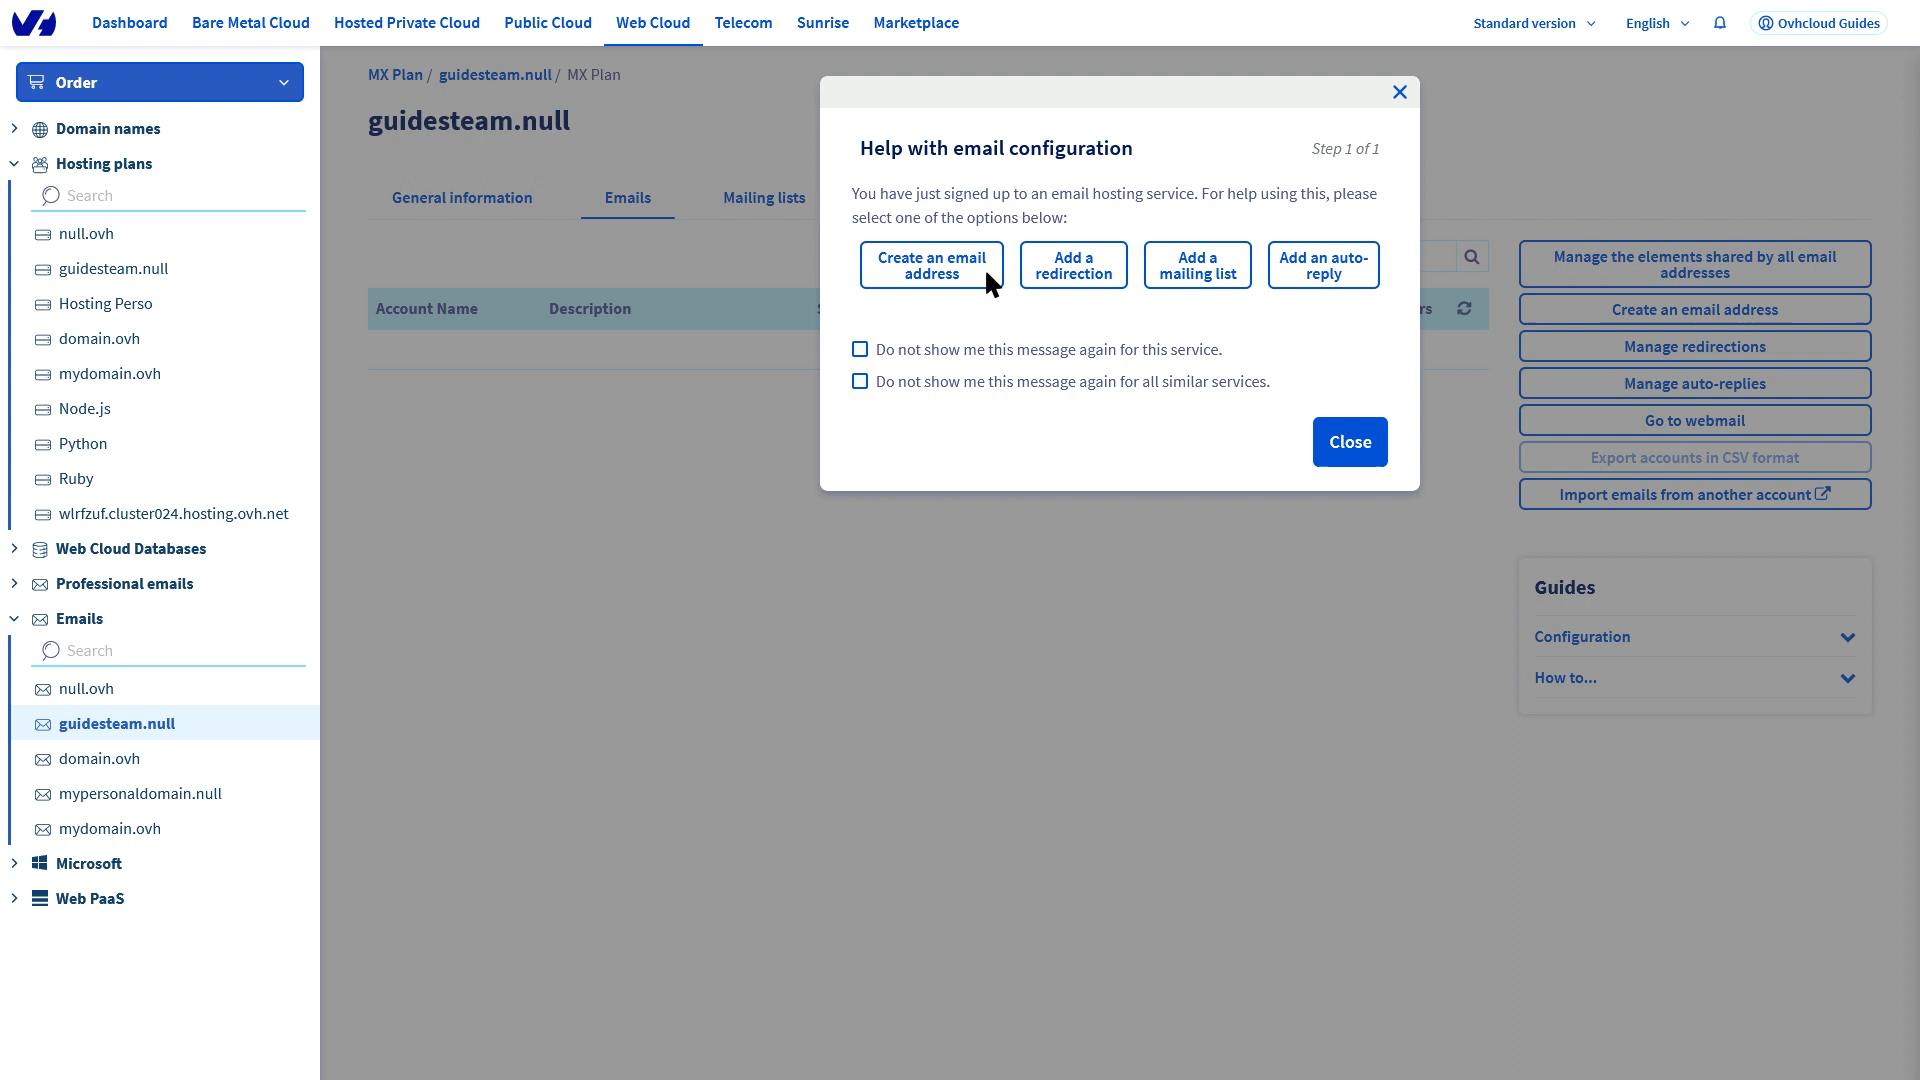 Dashboard
Bare Metal Cloud
Hosted Private Cloud
Public Cloud
Web Cloud
Telecom
Sunrise
Marketplace
Standard version
English
Ovhcloud Guides
Order
Domain names
Hosting plans
Search
null.ovh
guidesteam.null
Hosting Perso
domain.ovh
mydomain.ovh
Node.js
Python
Ruby
wlrfzuf.cluster024.hosting.ovh.net
Web Cloud Databases
Professional emails
Emails
Search
null.ovh
guidesteam.null
domain.ovh
mypersonaldomain.null
mydomain.ovh
Microsoft
Web PaaS
MX Plan / guidesteam.null / MX Plan
guidesteam.null
General information
Emails
Mailing lists
Account Name
Description
Help with email configuration
Step 1 of 1
You have just signed up to an email hosting service. For help using this, please
select one of the options below:
Create an email
address
Add a
redirection
Add a
mailing list
Add an auto-
reply
Do not show me this message again for this service.
Do not show me this message again for all similar services.
Close
Manage the elements shared by all email
addresses
Create an email address
Manage redirections
Manage auto-replies
Go to webmail
Export accounts in CSV format
Import emails from another account
Guides
Configuration
How to...